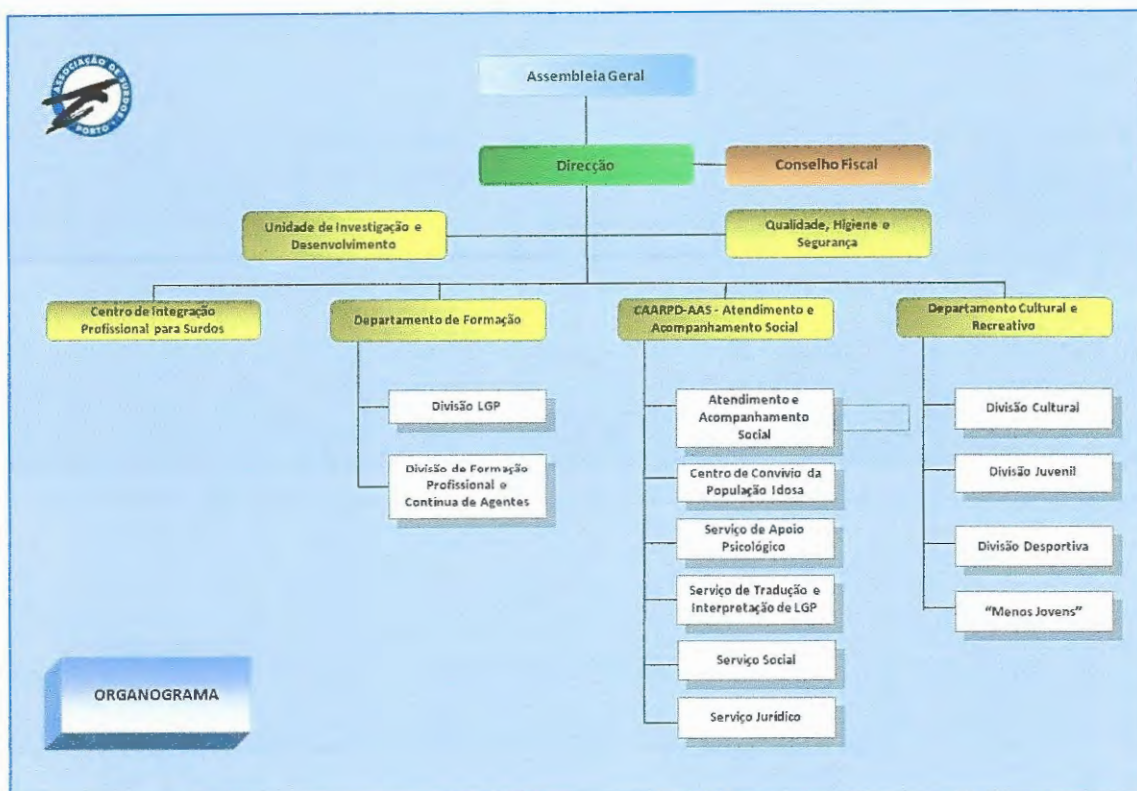 ASSOCIAÇÃO DE SURDOS
PORTO
Assembleia Geral
Direcção
Conselho Fiscal
Unidade de Investigação e
Desenvolvimento
Qualidade, Higiene e
Segurança
Centro de Integração
Profissional para Surdos
Departamento de Formação
CAARPD-AAS - Atendimento e
Acompanhamento Social
Departamento Cultural e
Recreativo
Divisão LGP
Divisão de Formação
Profissional e
Contínua de Agentes
Atendimento e
Acompanhamento
Social
Centro de Convívio da
População Idosa
Serviço de Apoio
Psicológico
Serviço de Tradução e
Interpretação de LGP
Serviço Social
Serviço Jurídico
Divisão Cultural
Divisão Juvenil
Divisão Desportiva
“Menos Jovens”
ORGANOGRAMA